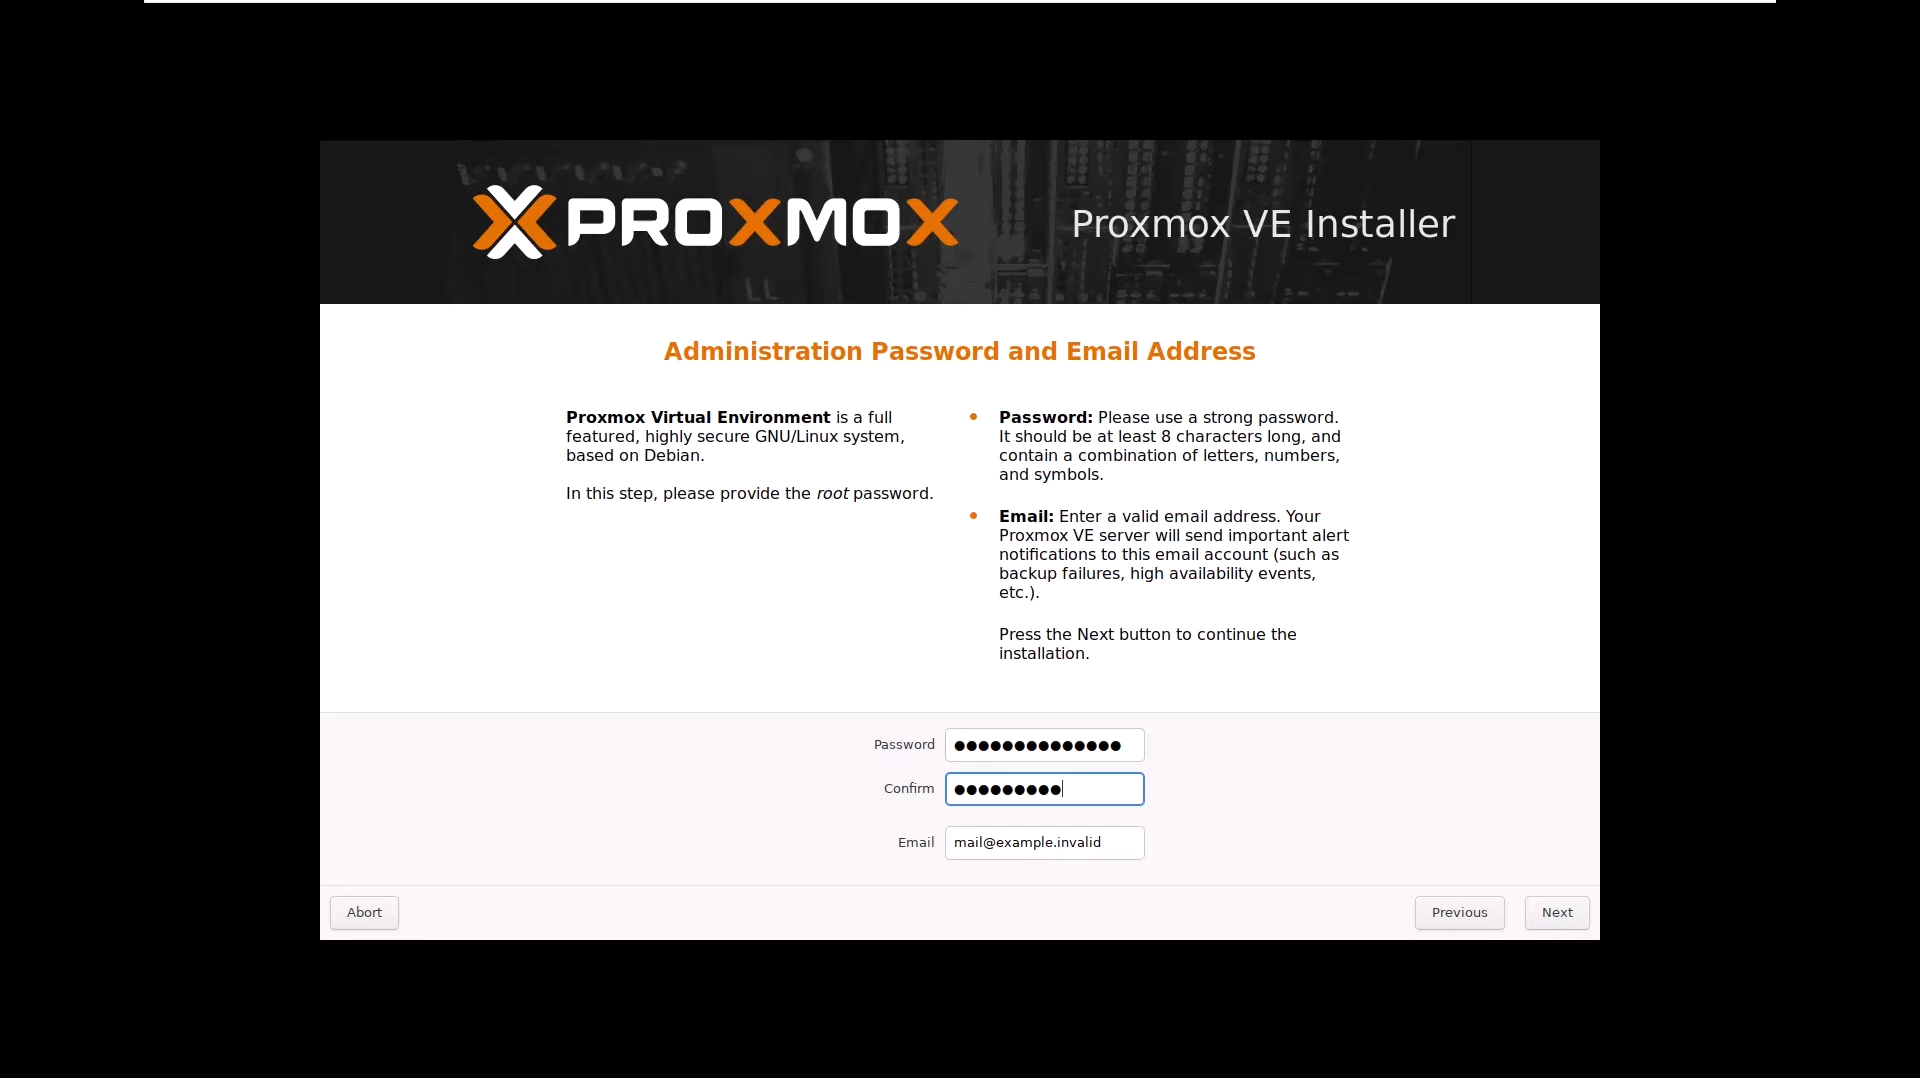 PROXMOX
Proxmox VE Installer
Administration Password and Email Address
Proxmox Virtual Environment is a full
featured, highly secure GNU/Linux system,
based on Debian.
In this step, please provide the root password.
Password: Please use a strong password.
It should be at least 8 characters long, and
contain a combination of letters, numbers,
and symbols.
Email: Enter a valid email address. Your
Proxmox VE server will send important alert
notifications to this email account (such as
backup failures, high availability events,
etc.).
Press the Next button to continue the
installation.
Password ●●●●●●●●●●●●●●
Confirm ●●●●●●●●●
Email mail@example.invalid
Abort Previous Next